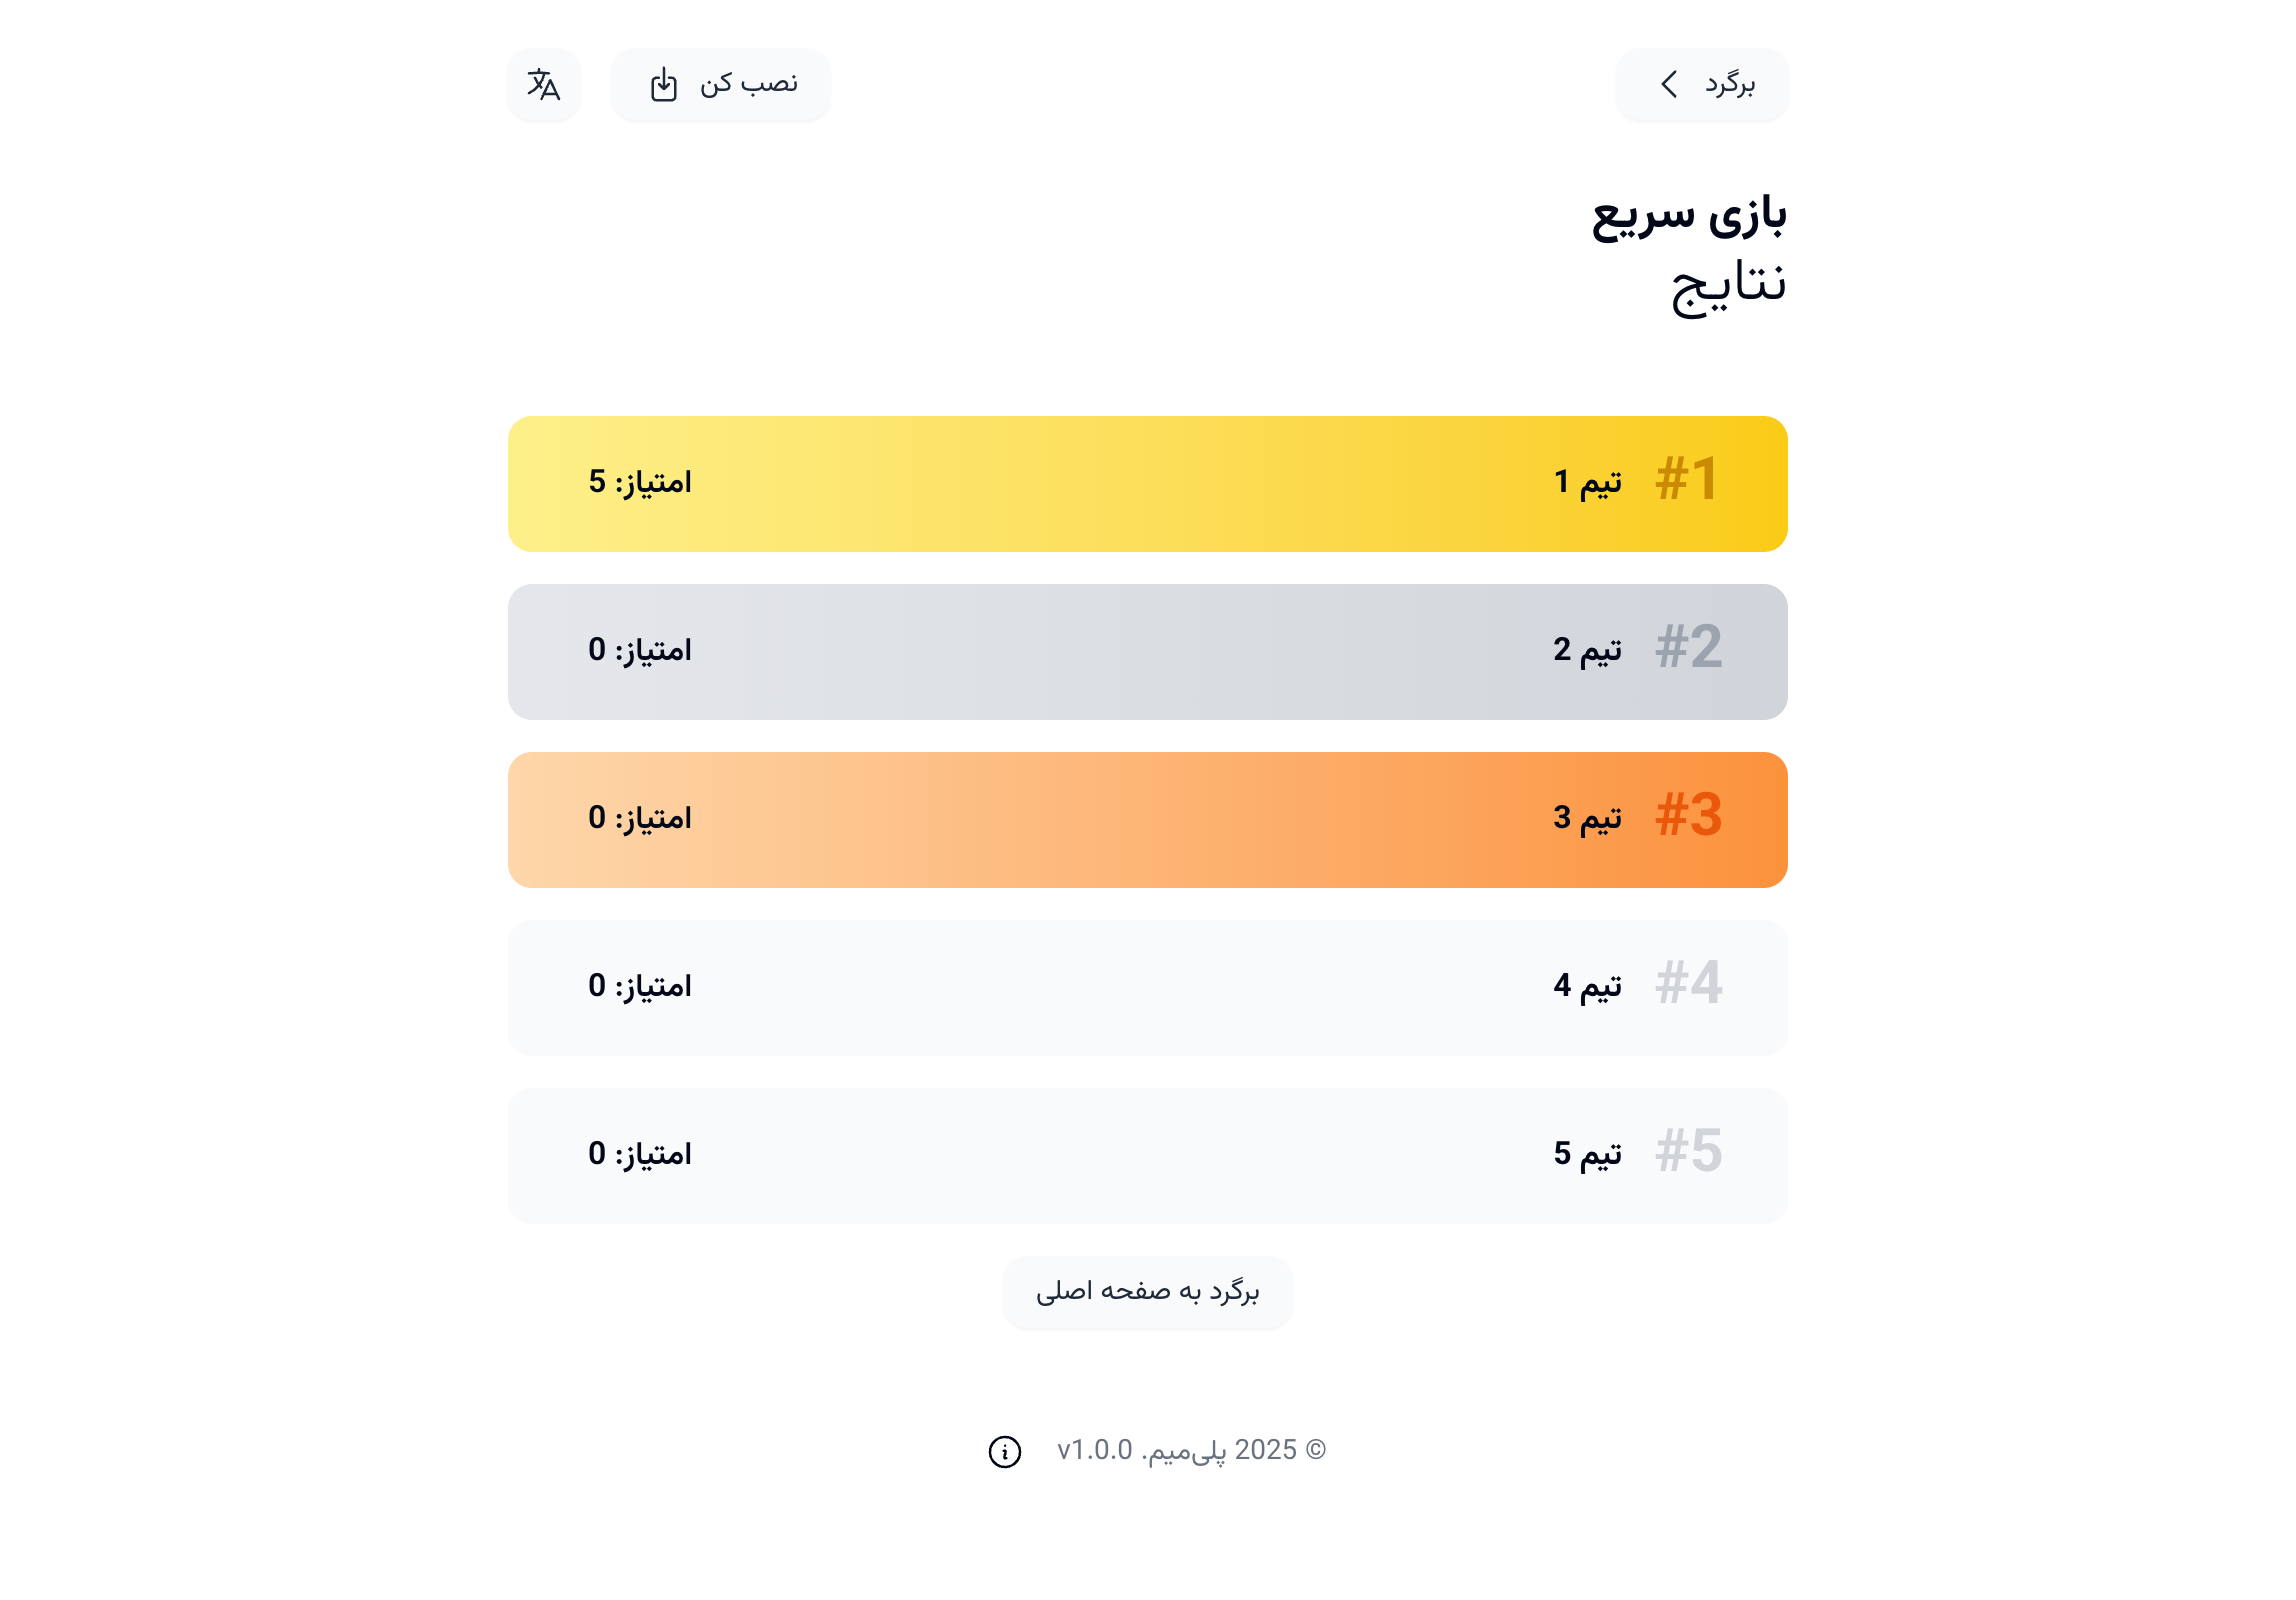 برگرد
نصب کن
بازی سریع
نتایج
#1 تیم 1 امتیاز: 5
#2 تیم 2 امتیاز: 0
#3 تیم 3 امتیاز: 0
#4 تیم 4 امتیاز: 0
#5 تیم 5 امتیاز: 0
برگرد به صفحه اصلی
© 2025 پلی‌میم. v1.0.0